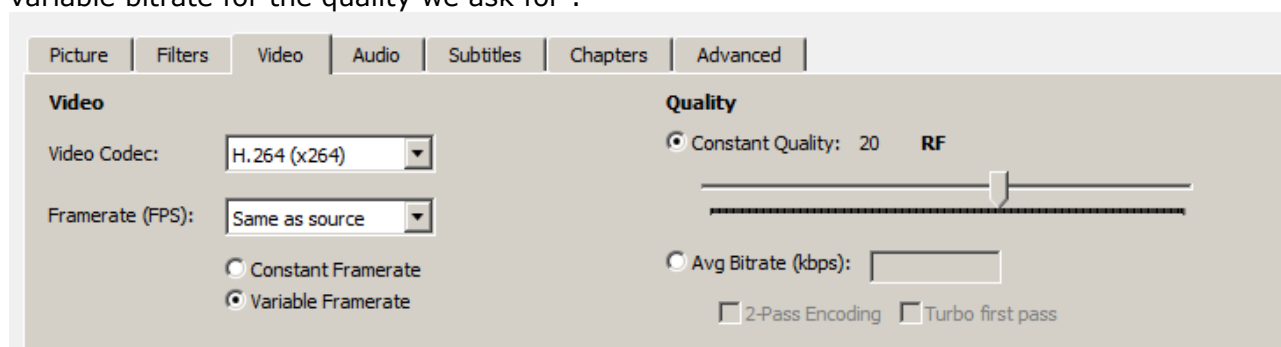 variable bitrate for the quality we ask for .
Picture Filters Video Audio Subtitles Chapters Advanced
Video Quality
Video Codec: H.264 (x264) Constant Quality: 20 RF
Framerate (FPS): Same as source
Constant Framerate Avg Bitrate (kbps):
Variable Framerate 2-Pass Encoding Turbo first pass